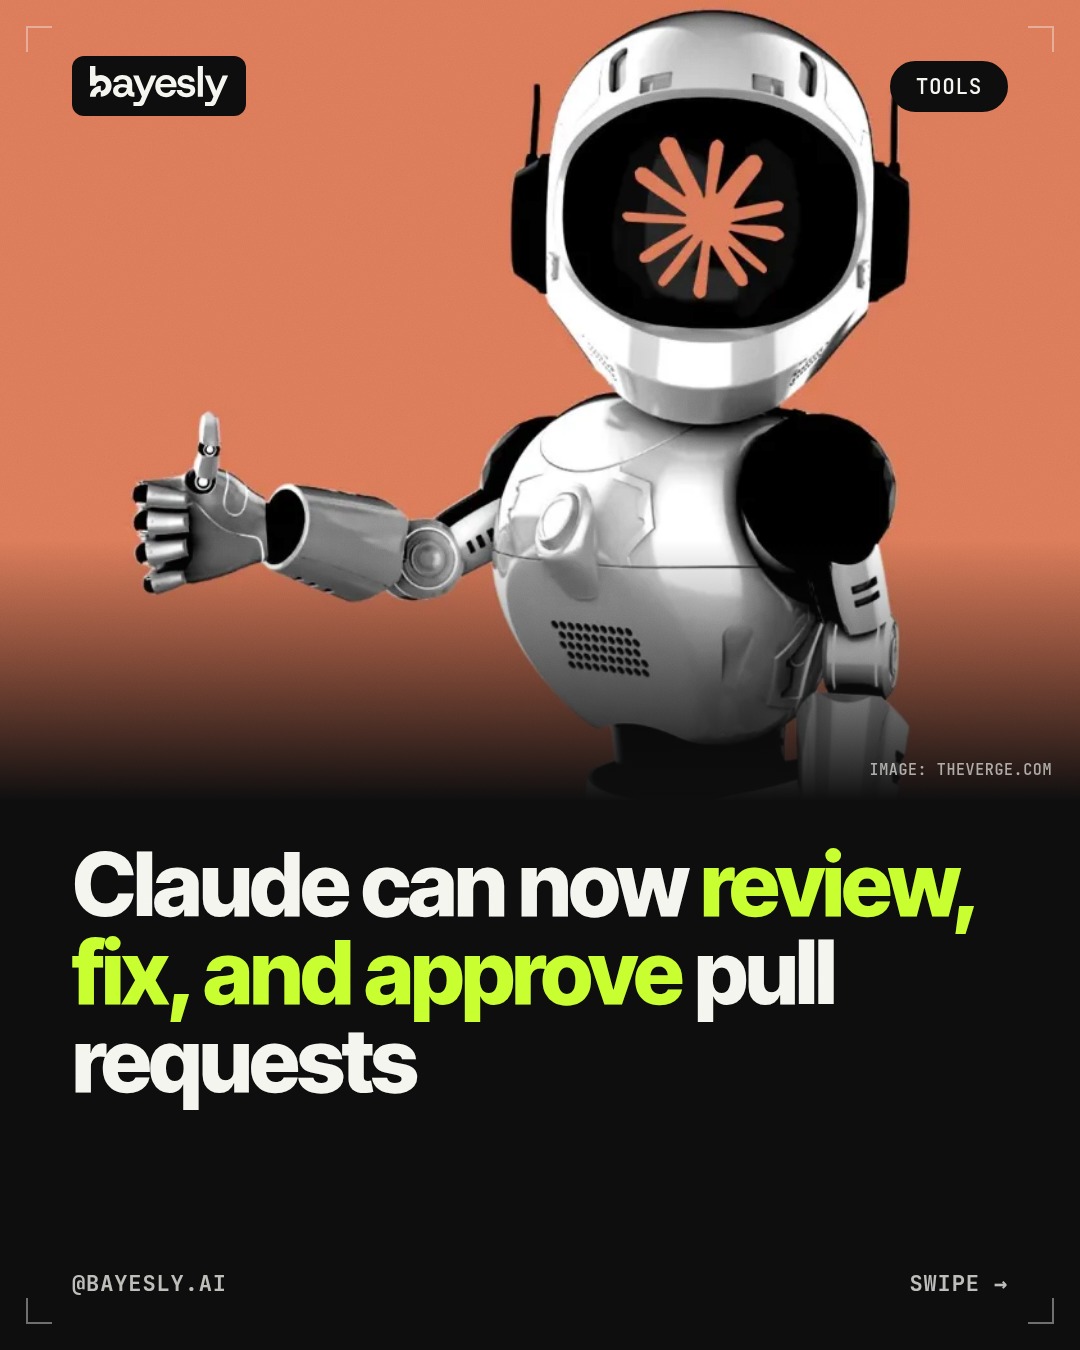 bayesly
TOOLS
IMAGE: THEVERGE.COM
Claude can now review,
fix, and approve pull
requests
@BAYESLY.AI
SWIPE →